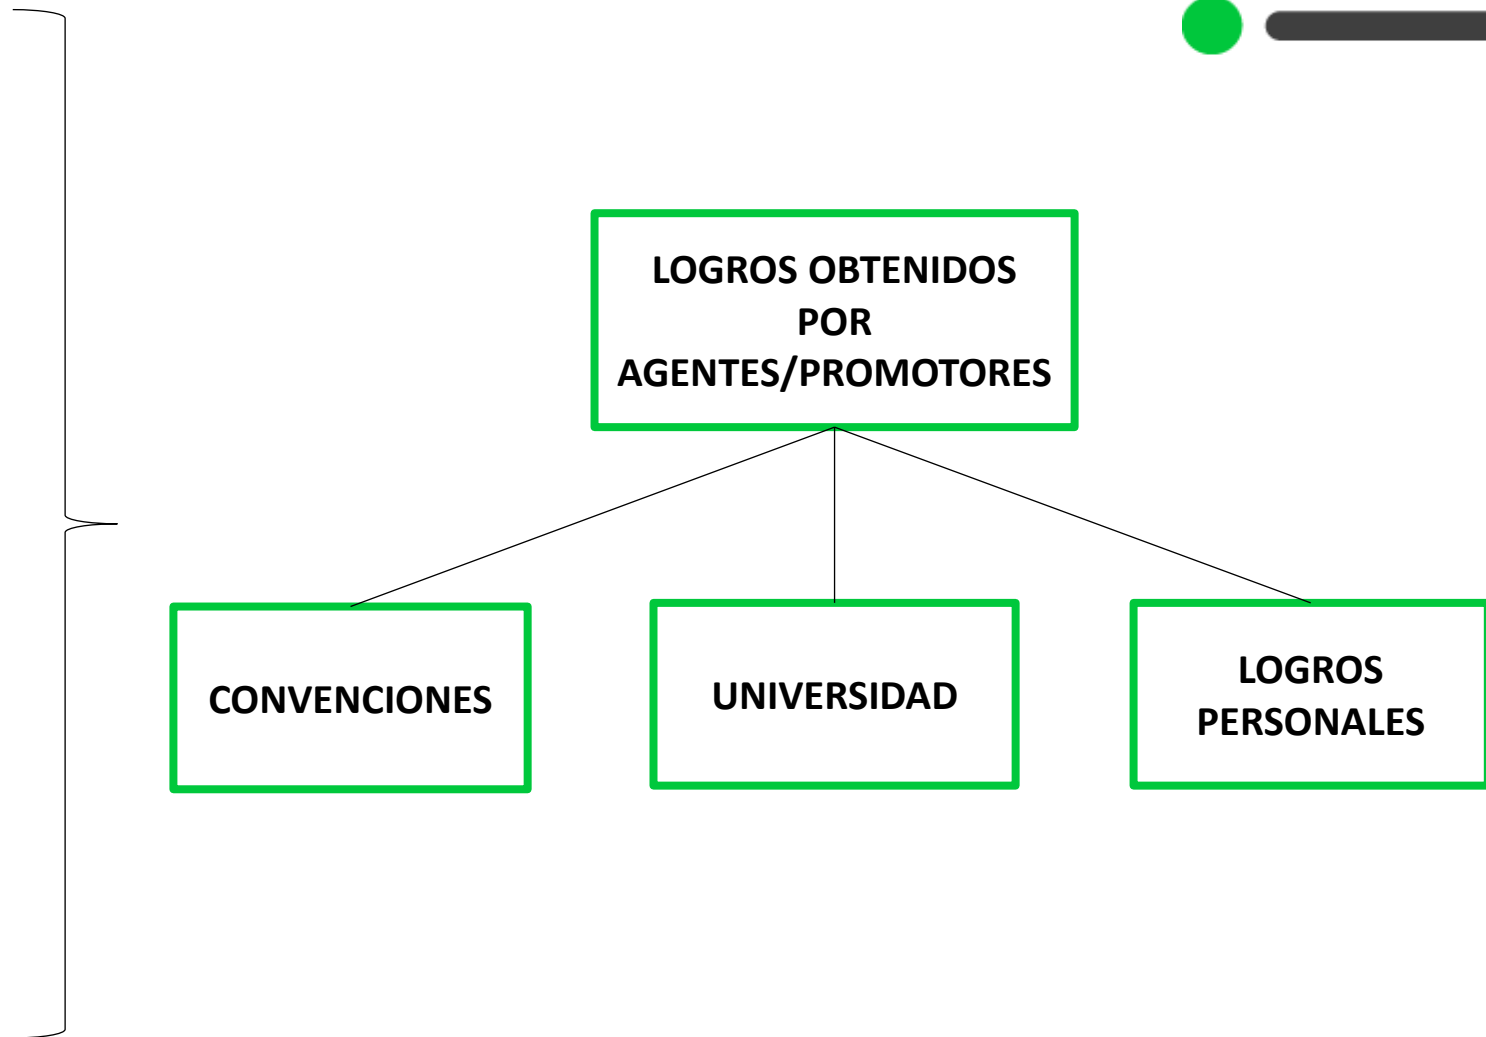 LOGROS OBTENIDOS
POR
AGENTES/PROMOTORES
CONVENCIONES
UNIVERSIDAD
LOGROS
PERSONALES